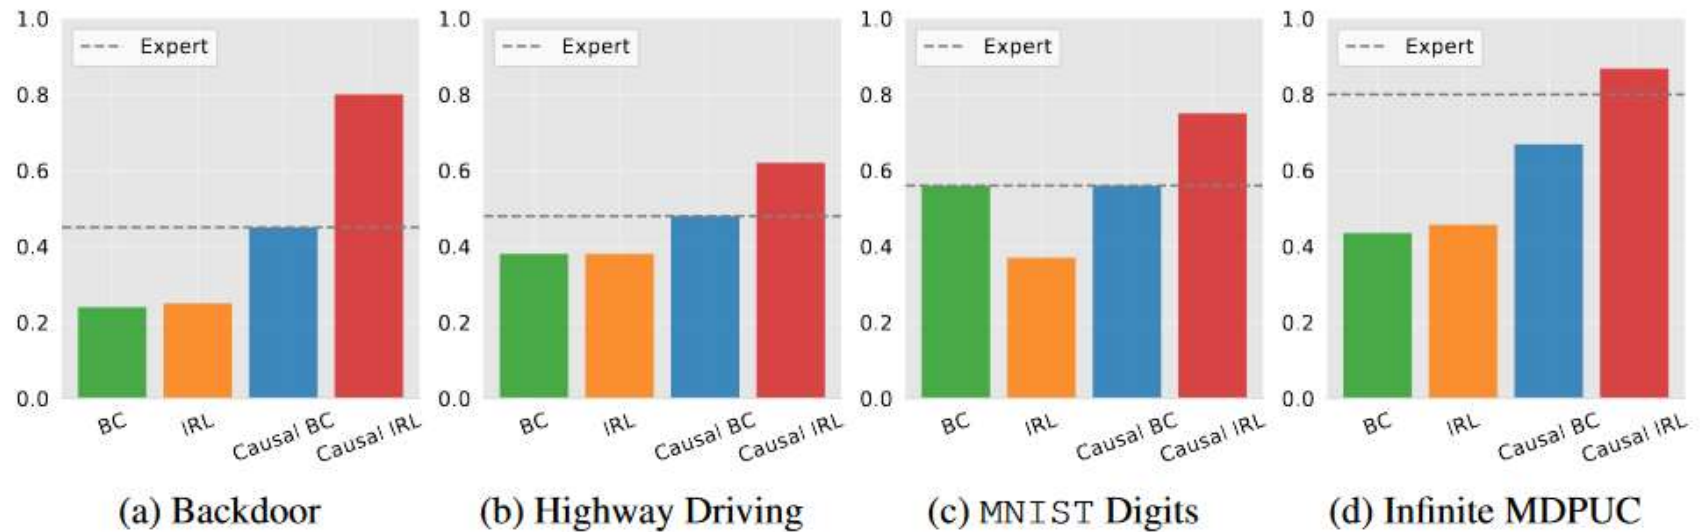 1.0
0.8
0.6
0.4
0.2
0.0
Expert
BC
IRL
Causal BC
Causal IRL
(a) Backdoor
1.0
0.8
0.6
0.4
0.2
0.0
Expert
BC
IRL
Causal BC
Causal IRL
(b) Highway Driving
1.0
0.8
0.6
0.4
0.2
0.0
Expert
BC
IRL
Causal BC
Causal IRL
(c) MNIST Digits
1.0
0.8
0.6
0.4
0.2
0.0
Expert
BC
IRL
Causal BC
Causal IRL
(d) Infinite MDPUC